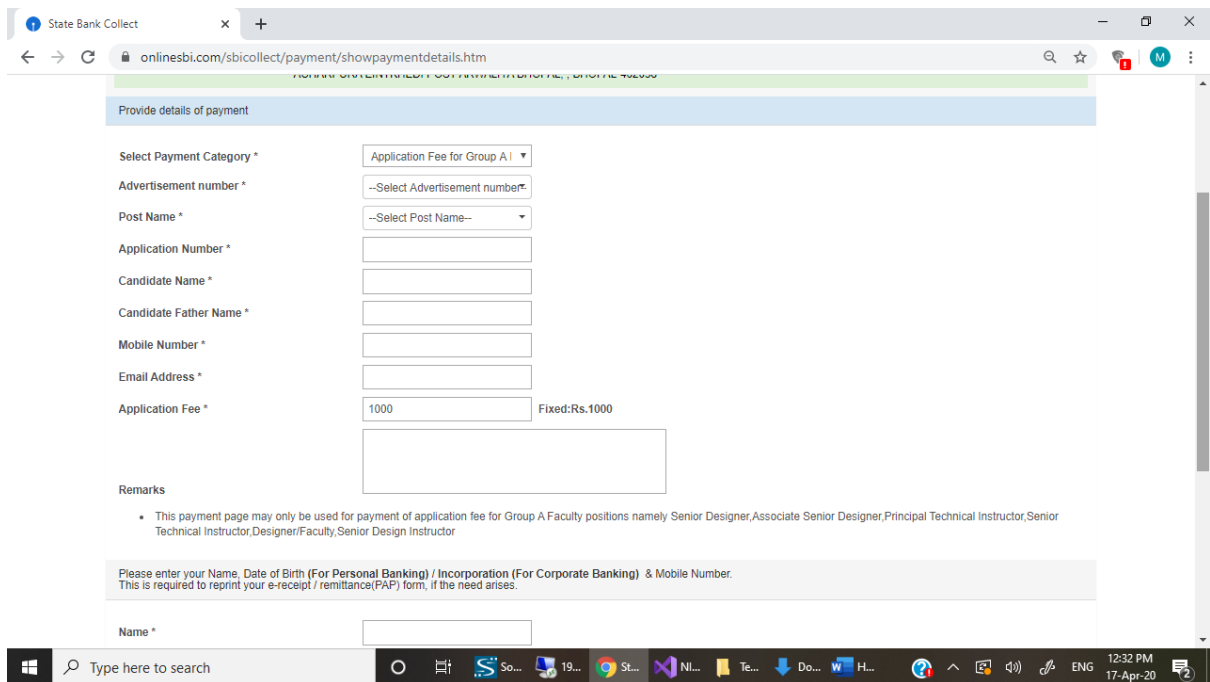 State Bank Collect
onlinesbi.com/sbicollect/payment/showpaymentdetails.htm
M
Provide details of payment
Select Payment Category * Application Fee for Group A
Advertisement number * --Select Advertisement number-
Post Name * --Select Post Name--
Application Number *
Candidate Name *
Candidate Father Name *
Mobile Number *
Email Address *
Application Fee * 1000 Fixed:Rs.1000
Remarks
• This payment page may only be used for payment of application fee for Group A Faculty positions namely Senior Designer,Associate Senior Designer,Principal Technical Instructor,Senior
Technical Instructor,Designer/Faculty,Senior Design Instructor
Please enter your Name, Date of Birth (For Personal Banking) / Incorporation (For Corporate Banking) & Mobile Number.
This is required to reprint your e-receipt / remittance(PAP) form, if the need arises.
Name *
Type here to search So... 19... St... NI... Te... Do... H... ENG 12:32 PM
17-Apr-20 2